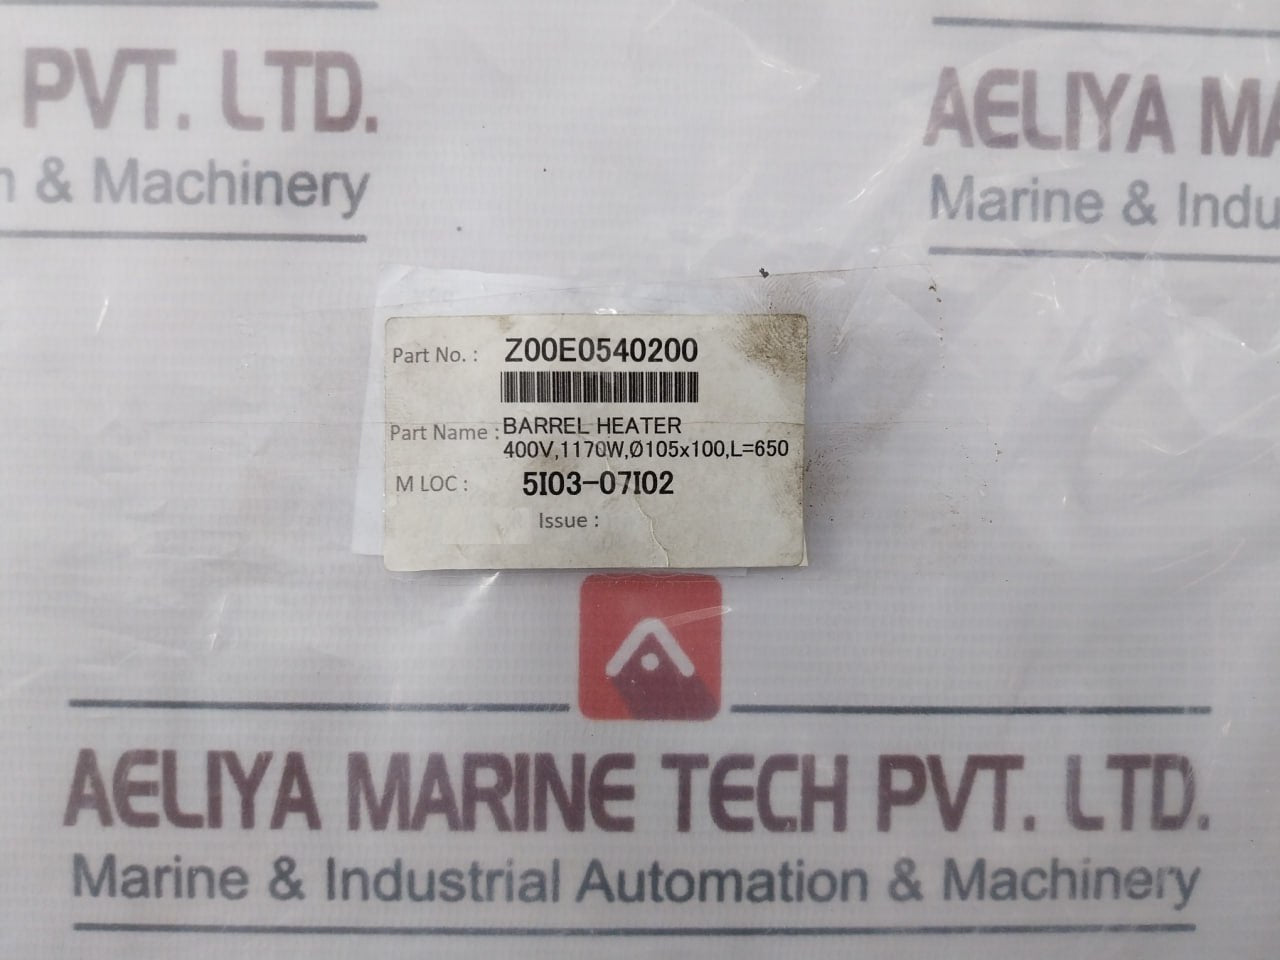 PVT. LTD.
& Machinery
AELIYA MA
Marine & Indu
Part No. : Z00E0540200
Part Name : BARREL HEATER
400V,1170W,Ø105x100,L=650
M LOC : 5I03-07I02
Issue :
AELIYA MARINE TECH PVT. LTD.
Marine & Industrial Automation & Machinery